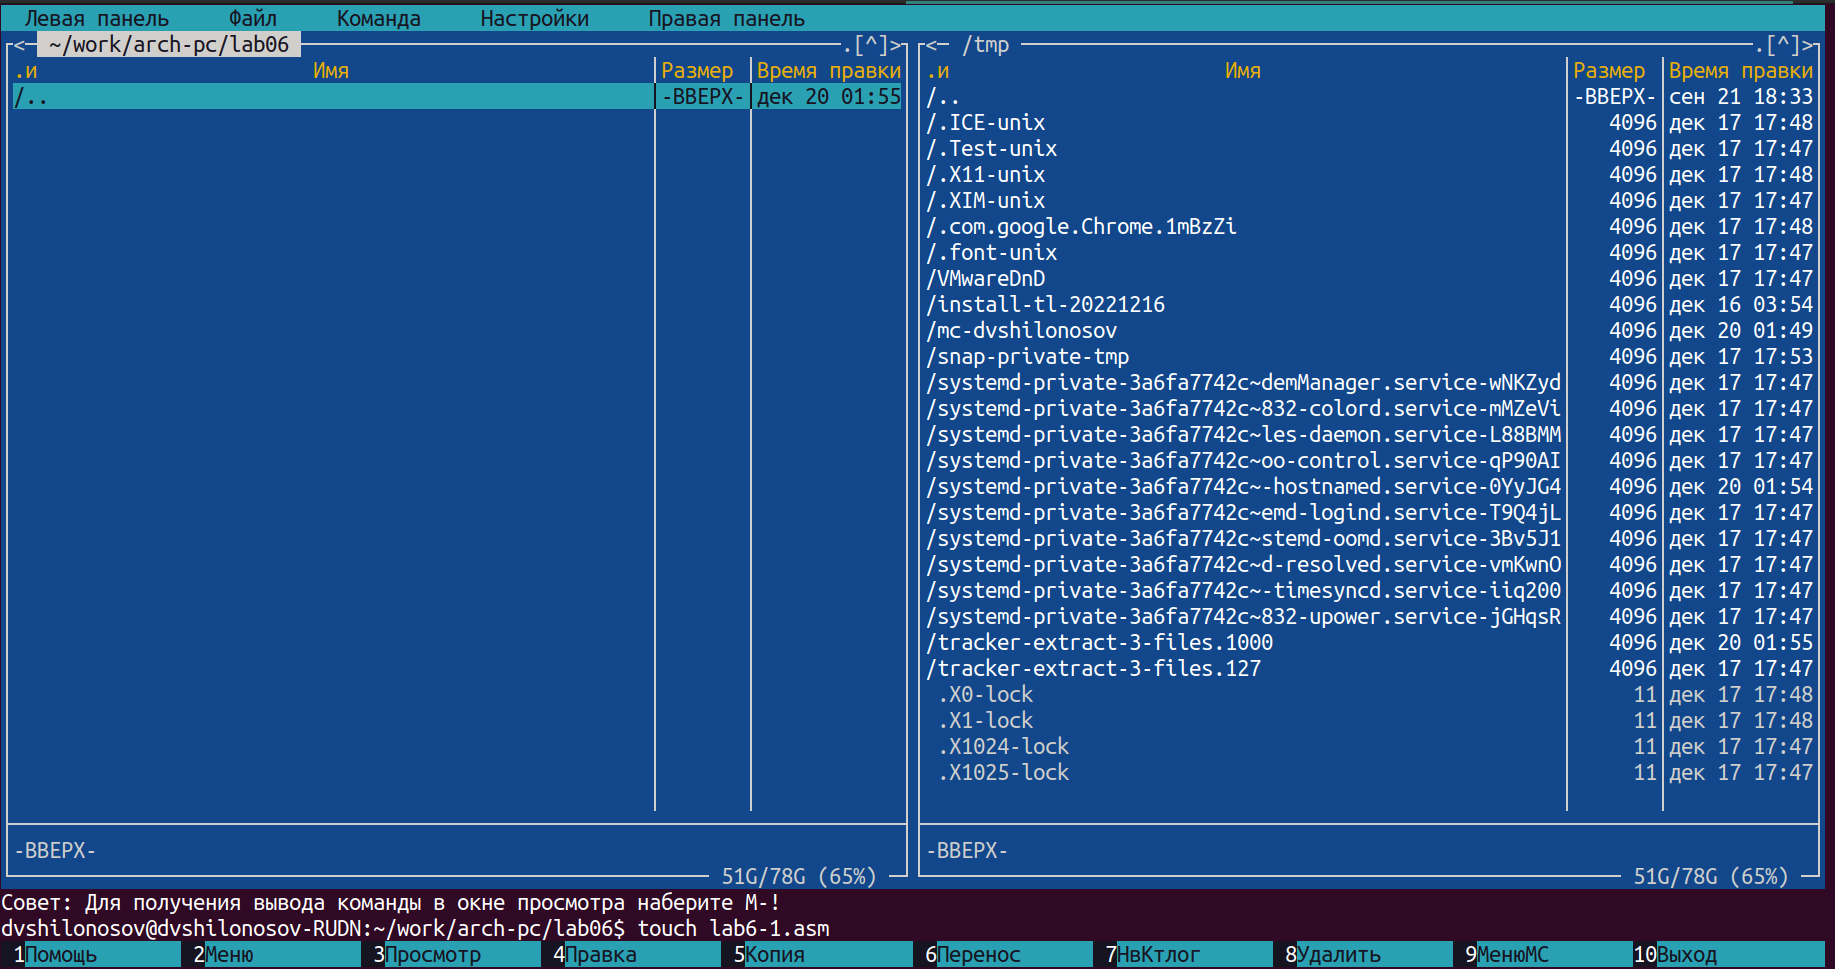 Левая панель Файл Команда Настройки Правая панель
<- ~/work/arch-pc/lab06 .[^]>
.и Имя Размер Время правки
/.. -ВВЕРХ- дек 20 01:55
-ВВЕРХ-
51G/78G (65%)
<- /tmp .[^]>
.и Имя Размер Время правки
/.. -ВВЕРХ- сен 21 18:33
/.ICE-unix 4096 дек 17 17:48
/.Test-unix 4096 дек 17 17:47
/.X11-unix 4096 дек 17 17:48
/.XIM-unix 4096 дек 17 17:47
/.com.google.Chrome.1mBzZi 4096 дек 17 17:48
/.font-unix 4096 дек 17 17:47
/VMwareDnD 4096 дек 17 17:47
/install-tl-20221216 4096 дек 16 03:54
/mc-dvshilonosov 4096 дек 20 01:49
/snap-private-tmp 4096 дек 17 17:53
/systemd-private-3a6fa7742c~demManager.service-wNKZyd 4096 дек 17 17:47
/systemd-private-3a6fa7742c~832-colord.service-mMZeVi 4096 дек 17 17:47
/systemd-private-3a6fa7742c~les-daemon.service-L88BMM 4096 дек 17 17:47
/systemd-private-3a6fa7742c~oo-control.service-qP90AI 4096 дек 17 17:47
/systemd-private-3a6fa7742c~-hostnamed.service-0YyJG4 4096 дек 20 01:54
/systemd-private-3a6fa7742c~emd-logind.service-T9Q4jL 4096 дек 17 17:47
/systemd-private-3a6fa7742c~stemd-oomd.service-3Bv5J1 4096 дек 17 17:47
/systemd-private-3a6fa7742c~d-resolved.service-vmKwnO 4096 дек 17 17:47
/systemd-private-3a6fa7742c~-timesyncd.service-iiq200 4096 дек 17 17:47
/systemd-private-3a6fa7742c~832-upower.service-jGHqsR 4096 дек 17 17:47
/tracker-extract-3-files.1000 4096 дек 20 01:55
/tracker-extract-3-files.127 4096 дек 17 17:47
.X0-lock 11 дек 17 17:48
.X1-lock 11 дек 17 17:48
.X1024-lock 11 дек 17 17:47
.X1025-lock 11 дек 17 17:47
-ВВЕРХ-
51G/78G (65%)
Совет: Для получения вывода команды в окне просмотра наберите M-!
dvshilonosov@dvshilonosov-RUDN:~/work/arch-pc/lab06$ touch lab6-1.asm
1Помощь 2Меню 3Просмотр 4Правка 5Копия 6Перенос 7НвКтлог 8Удалить 9МенюМС 10Выход